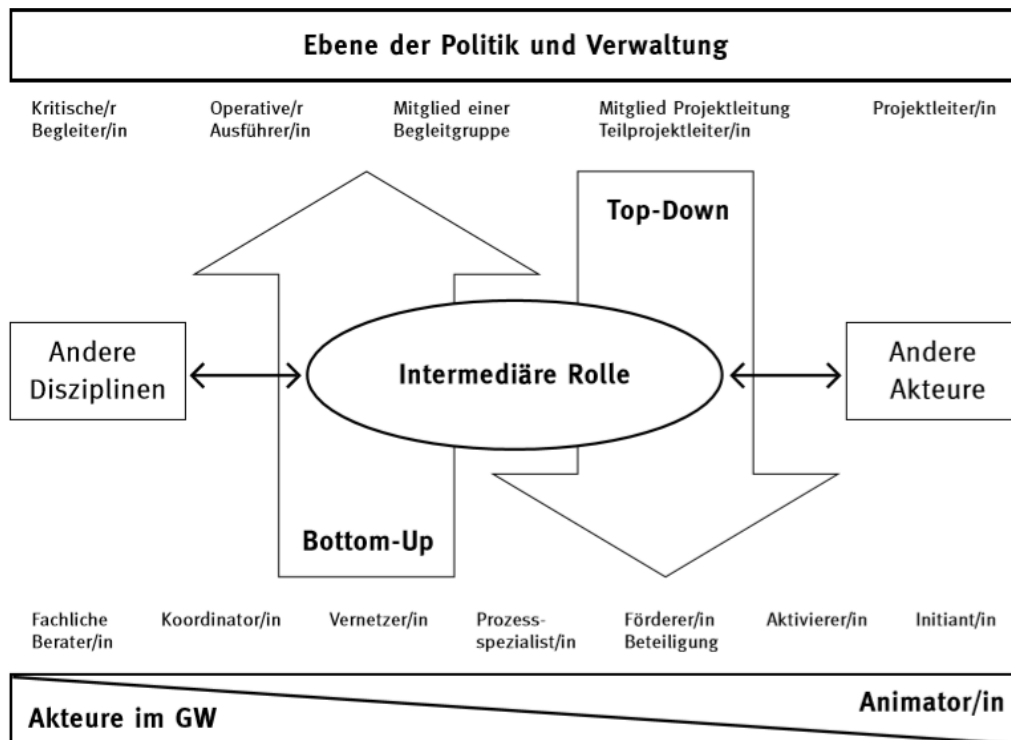 Ebene der Politik und Verwaltung
Kritische/r
Begleiter/in
Operative/r
Ausführer/in
Mitglied einer
Begleitgruppe
Mitglied Projektleitung
Teilprojektleiter/in
Projektleiter/in
Top-Down
Andere
Disziplinen
Intermediäre Rolle
Andere
Akteure
Bottom-Up
Fachliche
Berater/in
Koordinator/in
Vernetzer/in
Prozess-
spezialist/in
Förderer/in
Beteiligung
Aktivierer/in
Initiant/in
Akteure im GW
Animator/in